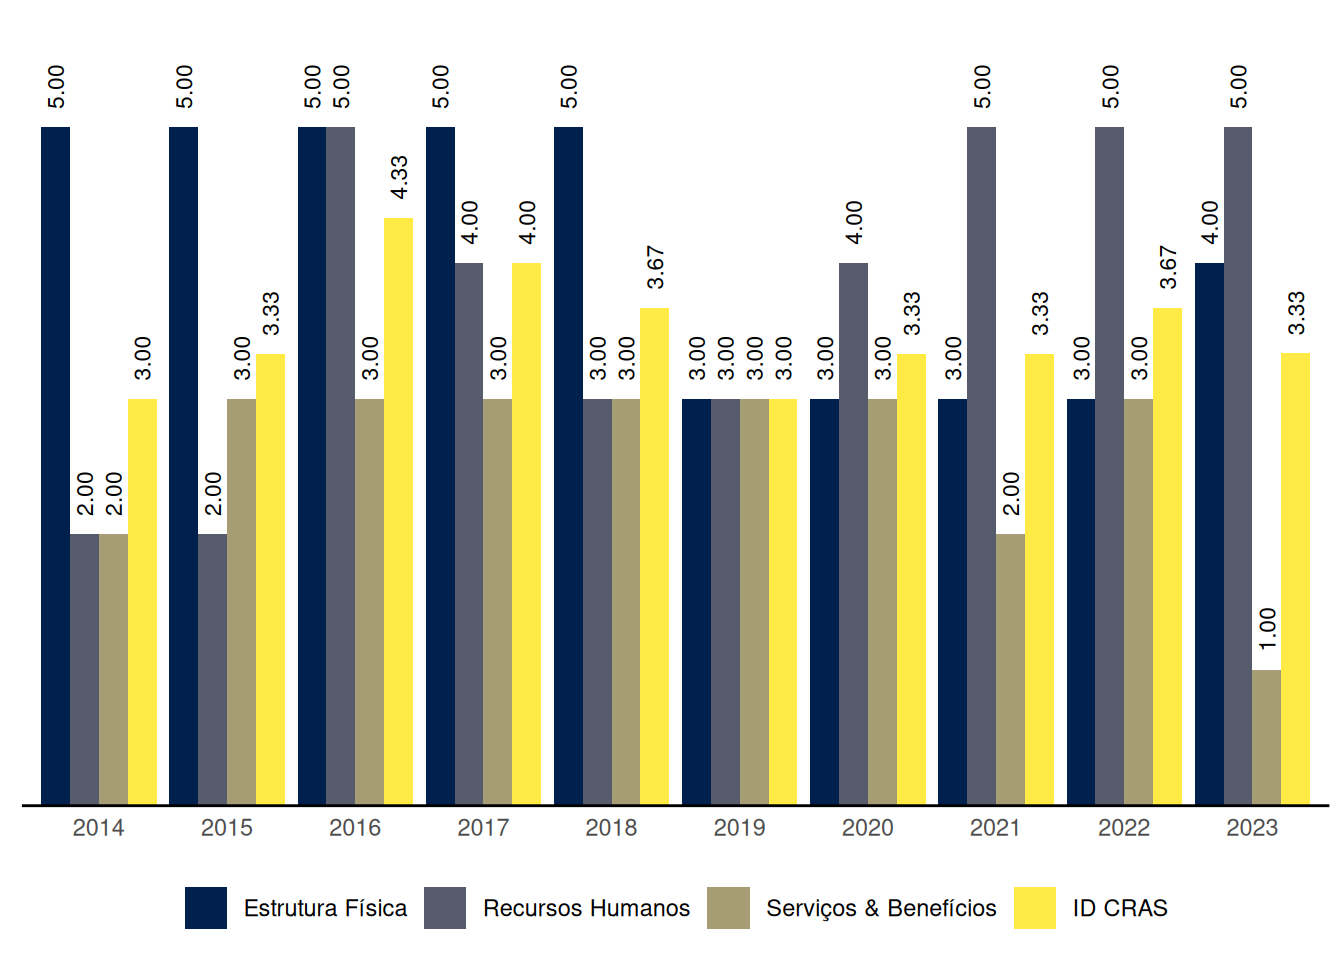 5.00 5.00 5.00 5.00 5.00 5.00 5.00 5.00 5.00
4.33
4.00 4.00 4.00 4.00
3.67 3.67
3.33 3.33 3.33 3.33
3.00 3.00 3.00 3.00 3.00 3.00 3.00 3.00 3.00 3.00 3.00 3.00 3.00 3.00 3.00
2.00 2.00 2.00 2.00
1.00
2014 2015 2016 2017 2018 2019 2020 2021 2022 2023
Estrutura Física Recursos Humanos Serviços & Benefícios ID CRAS